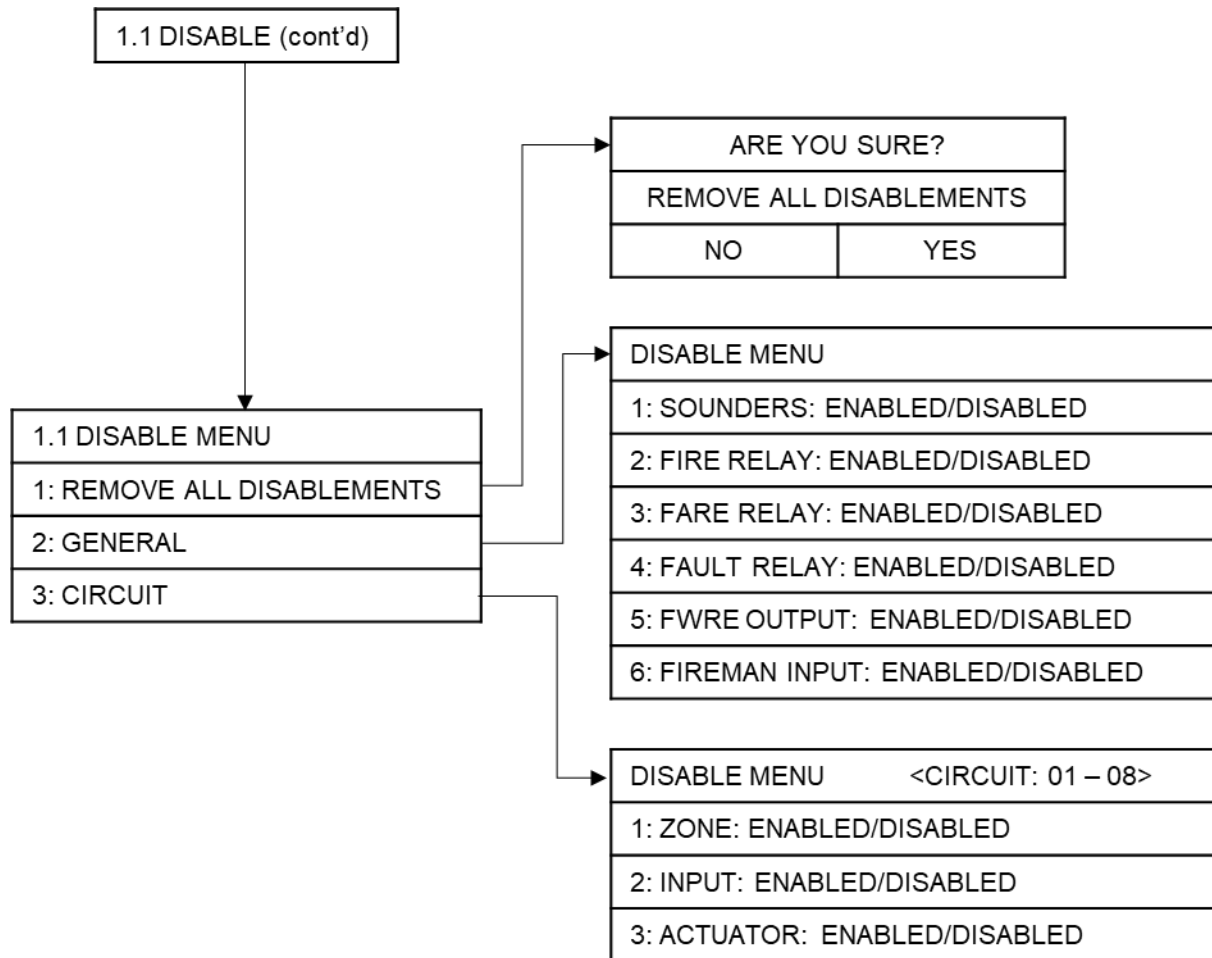 1.1 DISABLE (cont’d)
ARE YOU SURE?
REMOVE ALL DISABLEMENTS
NO YES
1.1 DISABLE MENU
1: REMOVE ALL DISABLEMENTS
2: GENERAL
3: CIRCUIT
DISABLE MENU
1: SOUNDERS: ENABLED/DISABLED
2: FIRE RELAY: ENABLED/DISABLED
3: FARE RELAY: ENABLED/DISABLED
4: FAULT RELAY: ENABLED/DISABLED
5: FWRE OUTPUT: ENABLED/DISABLED
6: FIREMAN INPUT: ENABLED/DISABLED
DISABLE MENU <CIRCUIT: 01 – 08>
1: ZONE: ENABLED/DISABLED
2: INPUT: ENABLED/DISABLED
3: ACTUATOR: ENABLED/DISABLED